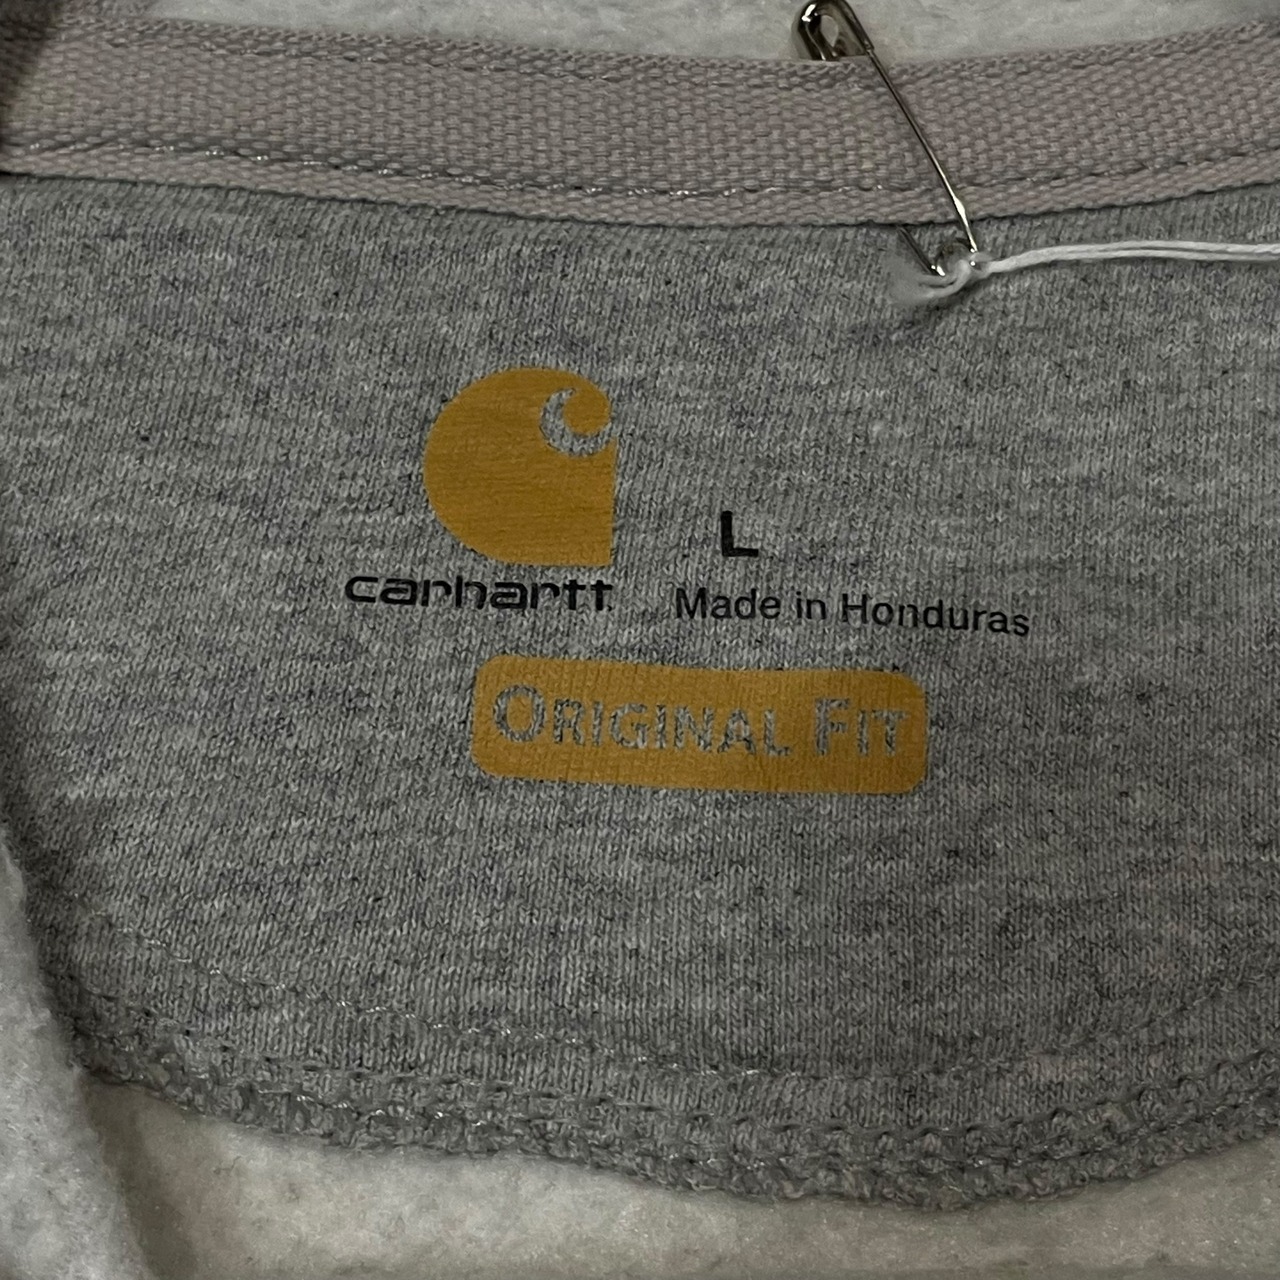 L
carhartt
Made in Honduras
ORIGINAL FIT